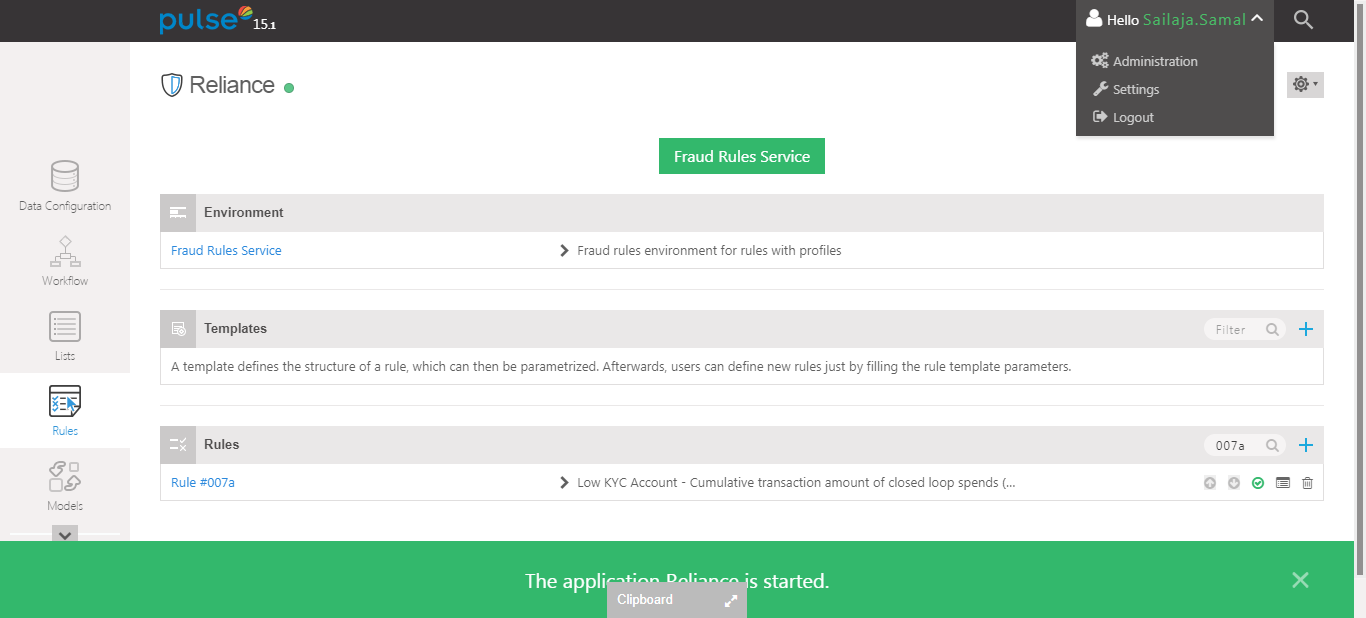 pulse 15.1
Hello Sailaja.Samal
Administration
Settings
Logout
Reliance
Fraud Rules Service
Data Configuration
Workflow
Lists
Rules
Models
Environment
Fraud Rules Service
Fraud rules environment for rules with profiles
Templates
Filter
A template defines the structure of a rule, which can then be parametrized. Afterwards, users can define new rules just by filling the rule template parameters.
Rules
007a
Rule #007a
Low KYC Account - Cumulative transaction amount of closed loop spends (...
The application Reliance is started.
Clipboard